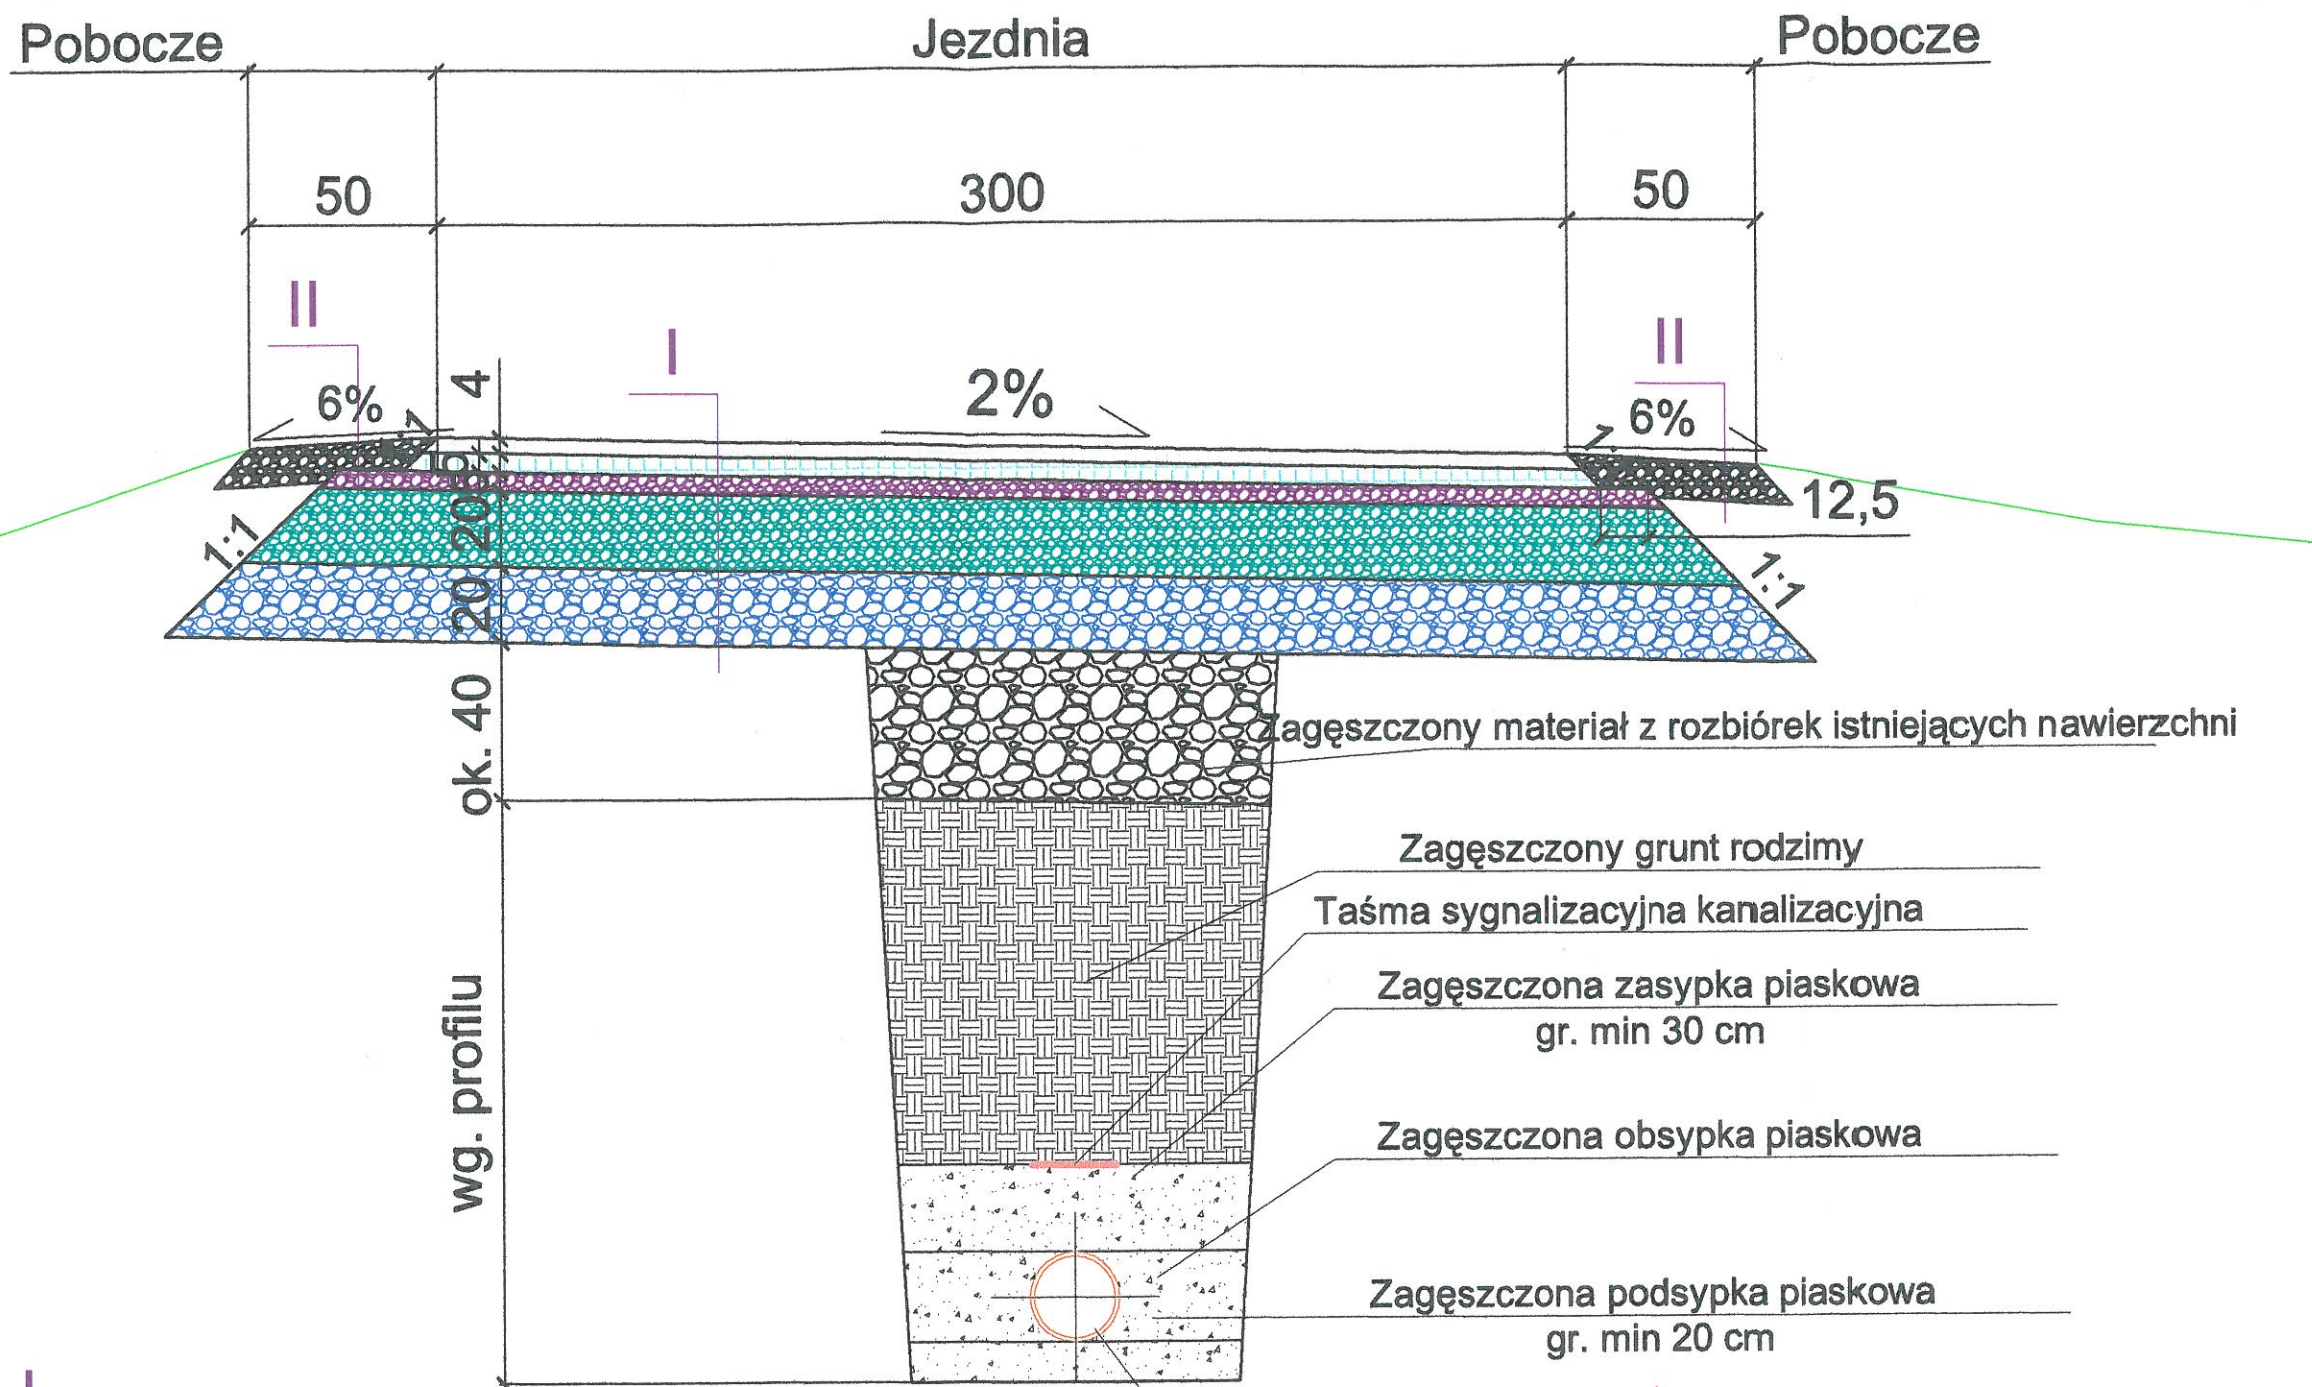 Pobocze
Jezdnia
Pobocze
50
300
50
II
I
II
6%
4
2%
6%
12,5
1:1
20
1:1
20
ok. 40
Zagęszczony materiał z rozbiórek istniejących nawierzchni
Zagęszczony grunt rodzimy
Taśma sygnalizacyjna kanalizacyjna
Zagęszczona zasypka piaskowa
gr. min 30 cm
wg. profilu
Zagęszczona obsypka piaskowa
Zagęszczona podsypka piaskowa
gr. min 20 cm